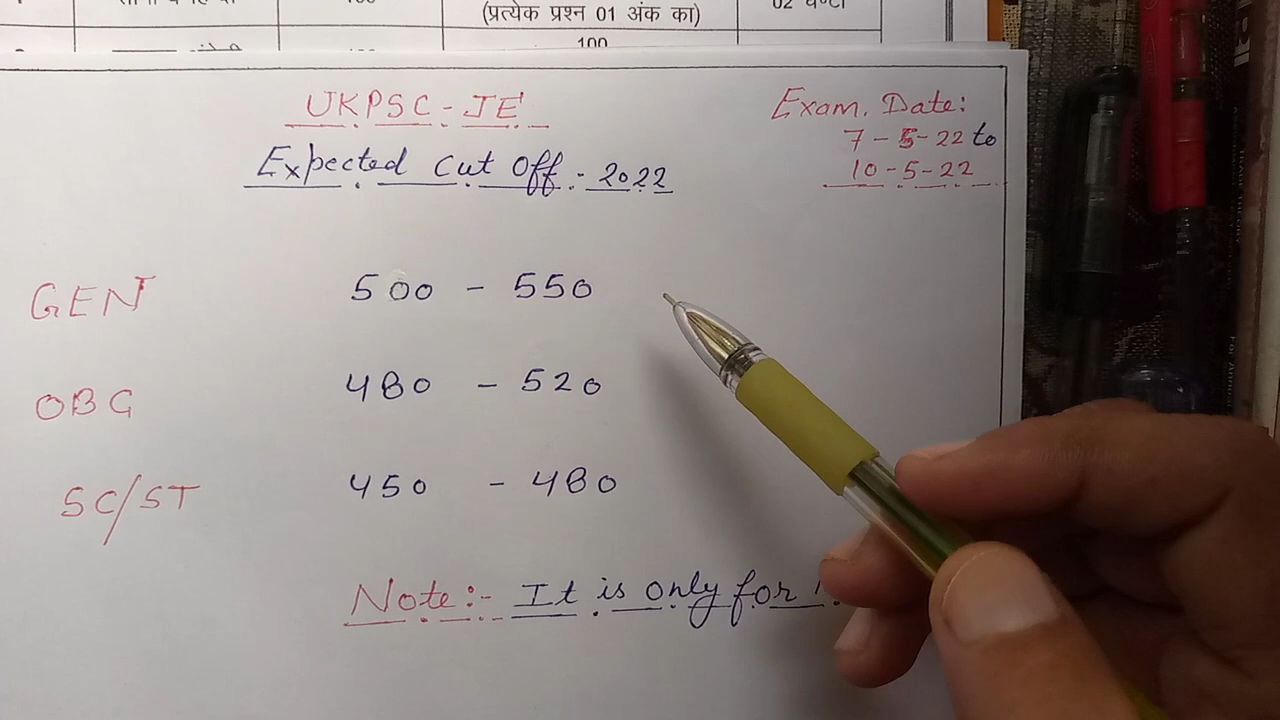 (प्रत्येक प्रश्न 01 अंक का)
100
UKPSC - JE
Expected Cut Off - 2022
Exam. Date:
7 - 5 - 22 to
10 - 5 - 22
GEN 500 - 550
OBC 480 - 520
SC/ST 450 - 480
Note:- It is only for